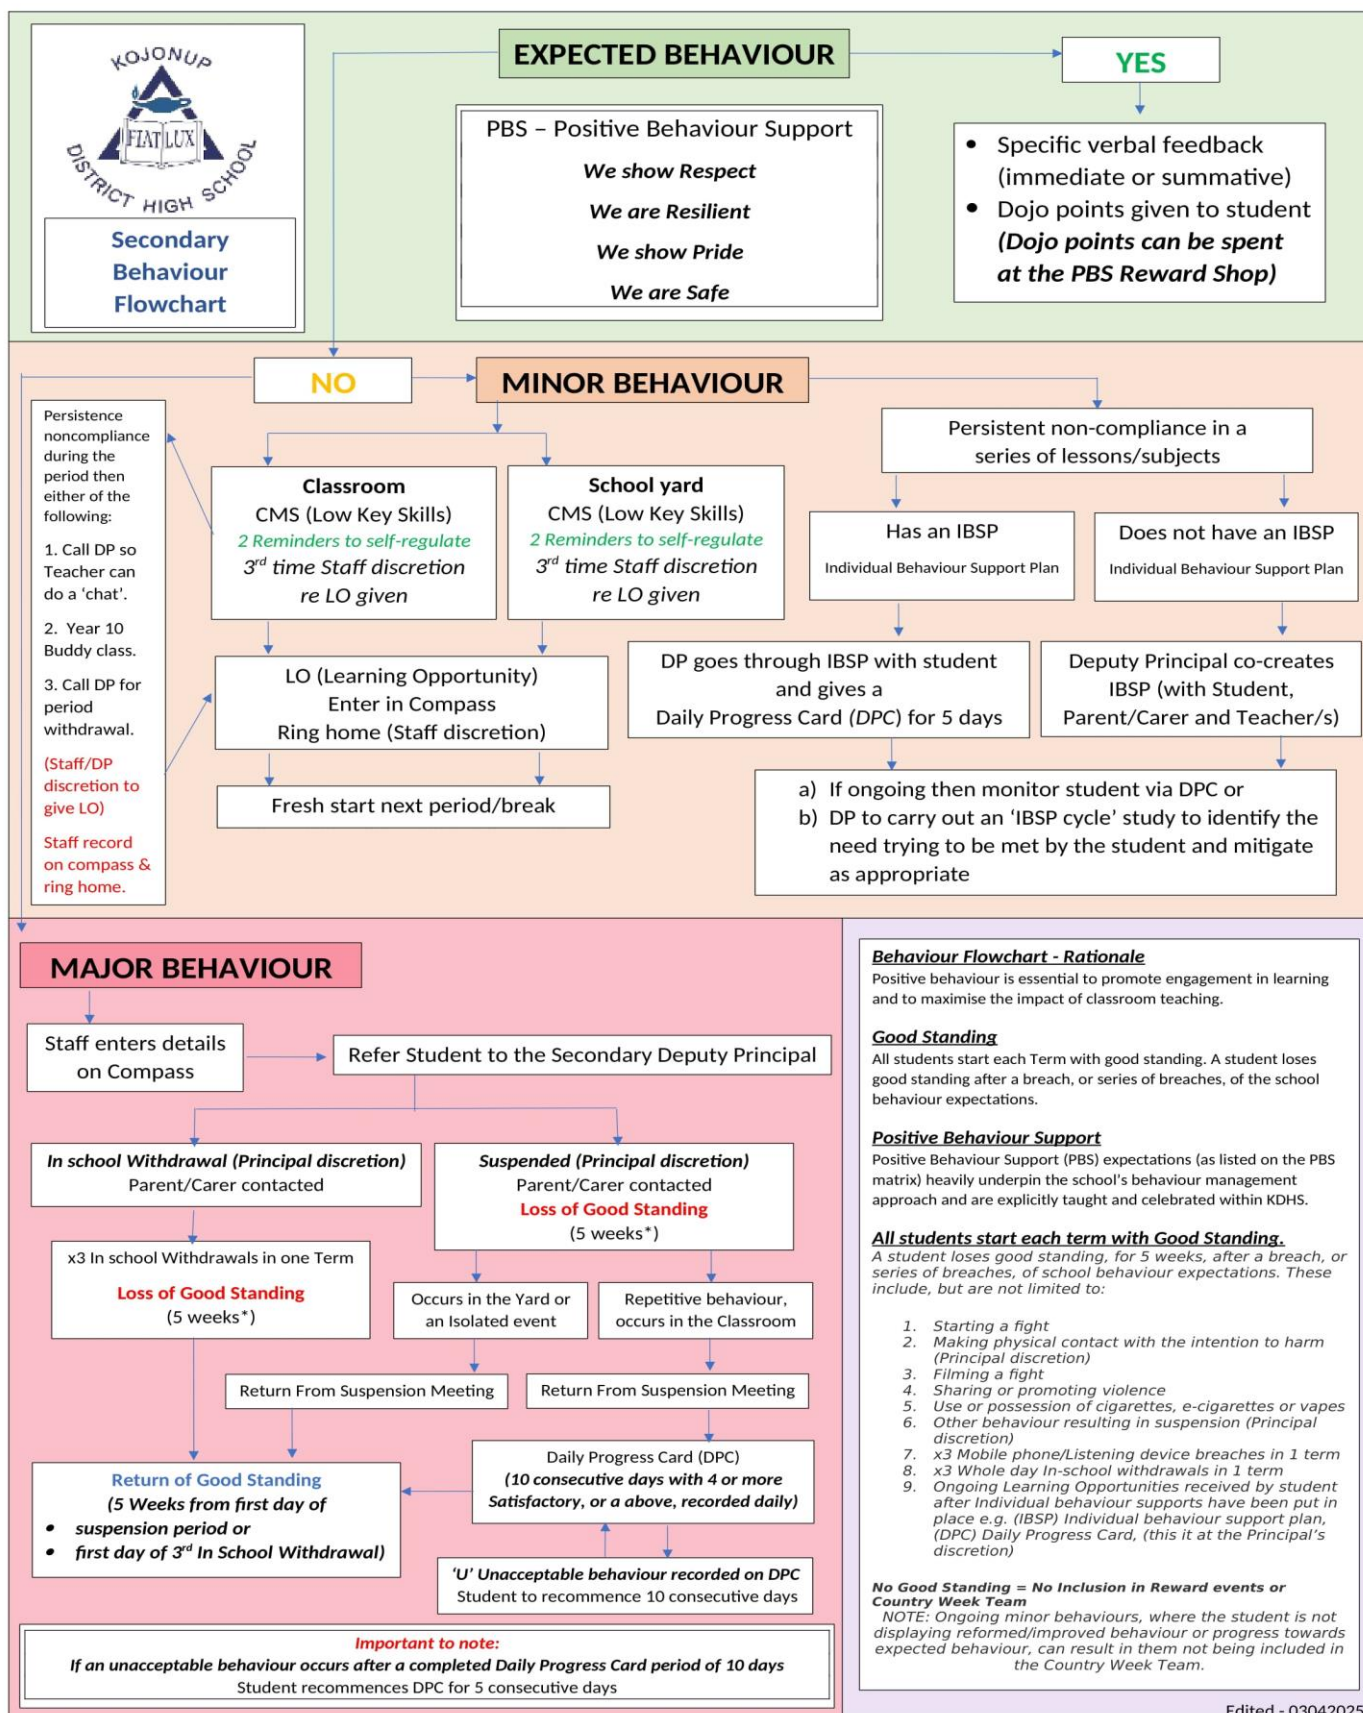 KOJONUP
FIAT LUX
DISTRICT HIGH SCHOOL
Secondary
Behaviour
Flowchart
EXPECTED BEHAVIOUR
YES
PBS – Positive Behaviour Support
We show Respect
We are Resilient
We show Pride
We are Safe
• Specific verbal feedback
(immediate or summative)
• Dojo points given to student
(Dojo points can be spent
at the PBS Reward Shop)
NO
MINOR BEHAVIOUR
Persistence
noncompliance
during the
period then
either of the
following:
1. Call DP so
Teacher can
do a ‘chat’.
2. Year 10
Buddy class.
3. Call DP for
period
withdrawal.
(Staff/DP
discretion to
give LO)
Staff record
on compass &
ring home.
Classroom
CMS (Low Key Skills)
2 Reminders to self-regulate
3rd time Staff discretion
re LO given
School yard
CMS (Low Key Skills)
2 Reminders to self-regulate
3rd time Staff discretion
re LO given
LO (Learning Opportunity)
Enter in Compass
Ring home (Staff discretion)
Fresh start next period/break
Persistent non-compliance in a
series of lessons/subjects
Has an IBSP
Individual Behaviour Support Plan
Does not have an IBSP
Individual Behaviour Support Plan
DP goes through IBSP with student
and gives a
Daily Progress Card (DPC) for 5 days
Deputy Principal co-creates
IBSP (with Student,
Parent/Carer and Teacher/s)
a) If ongoing then monitor student via DPC or
b) DP to carry out an ‘IBSP cycle’ study to identify the
need trying to be met by the student and mitigate
as appropriate
MAJOR BEHAVIOUR
Staff enters details
on Compass
Refer Student to the Secondary Deputy Principal
In school Withdrawal (Principal discretion)
Parent/Carer contacted
Suspended (Principal discretion)
Parent/Carer contacted
Loss of Good Standing
(5 weeks*)
x3 In school Withdrawals in one Term
Loss of Good Standing
(5 weeks*)
Occurs in the Yard or
an Isolated event
Repetitive behaviour,
occurs in the Classroom
Return From Suspension Meeting
Return From Suspension Meeting
Return of Good Standing
(5 Weeks from first day of
• suspension period or
• first day of 3rd In School Withdrawal)
Daily Progress Card (DPC)
(10 consecutive days with 4 or more
Satisfactory, or a above, recorded daily)
‘U’ Unacceptable behaviour recorded on DPC
Student to recommence 10 consecutive days
Important to note:
If an unacceptable behaviour occurs after a completed Daily Progress Card period of 10 days
Student recommences DPC for 5 consecutive days
Behaviour Flowchart - Rationale
Positive behaviour is essential to promote engagement in learning
and to maximise the impact of classroom teaching.
Good Standing
All students start each Term with good standing. A student loses
good standing after a breach, or series of breaches, of the school
behaviour expectations.
Positive Behaviour Support
Positive Behaviour Support (PBS) expectations (as listed on the PBS
matrix) heavily underpin the school’s behaviour management
approach and are explicitly taught and celebrated within KDHS.
All students start each term with Good Standing.
A student loses good standing, for 5 weeks, after a breach, or
series of breaches, of school behaviour expectations. These
include, but are not limited to:
1. Starting a fight
2. Making physical contact with the intention to harm
(Principal discretion)
3. Filming a fight
4. Sharing or promoting violence
5. Use or possession of cigarettes, e-cigarettes or vapes
6. Other behaviour resulting in suspension (Principal
discretion)
7. x3 Mobile phone/Listening device breaches in 1 term
8. x3 Whole day In-school withdrawals in 1 term
9. Ongoing Learning Opportunities received by student
after Individual behaviour supports have been put in
place e.g. (IBSP) Individual behaviour support plan,
(DPC) Daily Progress Card, (this it at the Principal’s
discretion)
No Good Standing = No Inclusion in Reward events or
Country Week Team
NOTE: Ongoing minor behaviours, where the student is not
displaying reformed/improved behaviour or progress towards
expected behaviour, can result in them not being included in
the Country Week Team.
Edited - 03042025